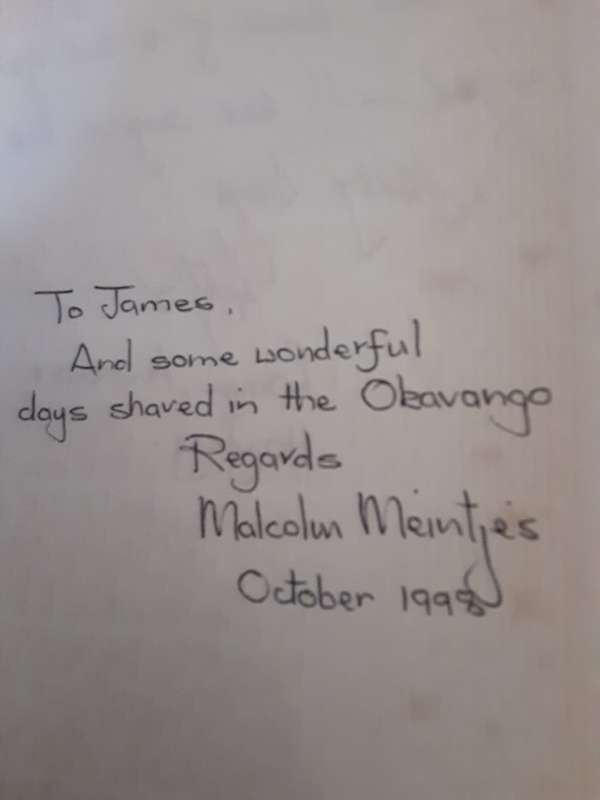 To James.
And some wonderful
days shared in the Okavango
Regards
Malcolm Meintjes
October 1998